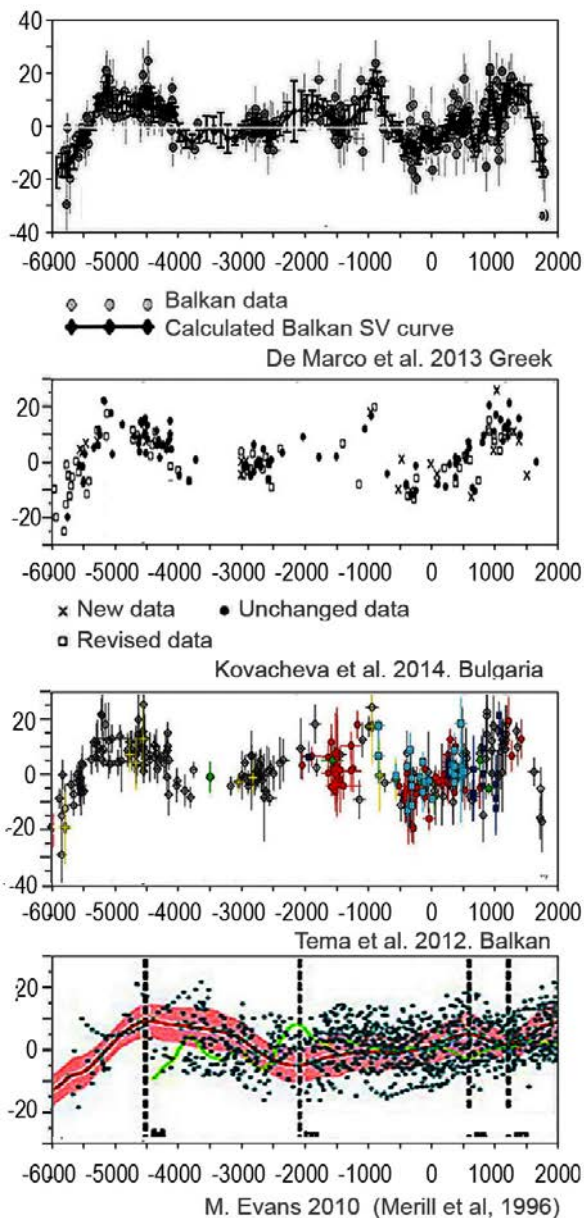 40
20
0
-20
-40
-6000 -5000 -4000 -3000 -2000 -1000 0 1000 2000
Balkan data
Calculated Balkan SV curve
De Marco et al. 2013 Greek
20
0
-20
-6000 -5000 -4000 -3000 -2000 -1000 0 1000 2000
× New data ● Unchanged data
□ Revised data
Kovacheva et al. 2014. Bulgaria
20
0
-20
-40
-6000 -5000 -4000 -3000 -2000 -1000 0 1000 2000
Tema et al. 2012. Balkan
20
0
-20
-6000 -5000 -4000 -3000 -2000 -1000 0 1000 2000
M. Evans 2010 (Merill et al, 1996)